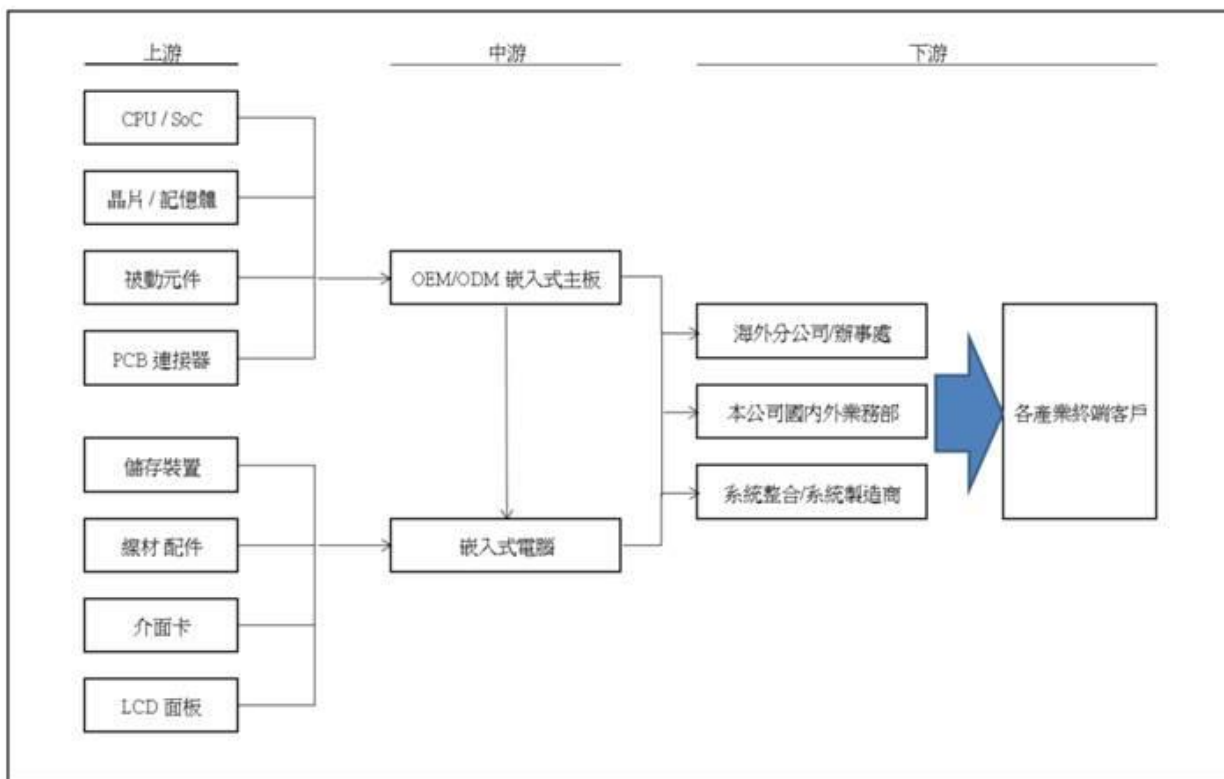 上游
中游
下游
CPU / SoC
晶片 / 記憶體
被動元件
PCB 連接器
儲存裝置
線材 配件
介面卡
LCD 面板
OEM/ODM 嵌入式主板
嵌入式電腦
海外分公司/辦事處
本公司國內外業務部
系統整合/系統製造商
各產業終端客戶